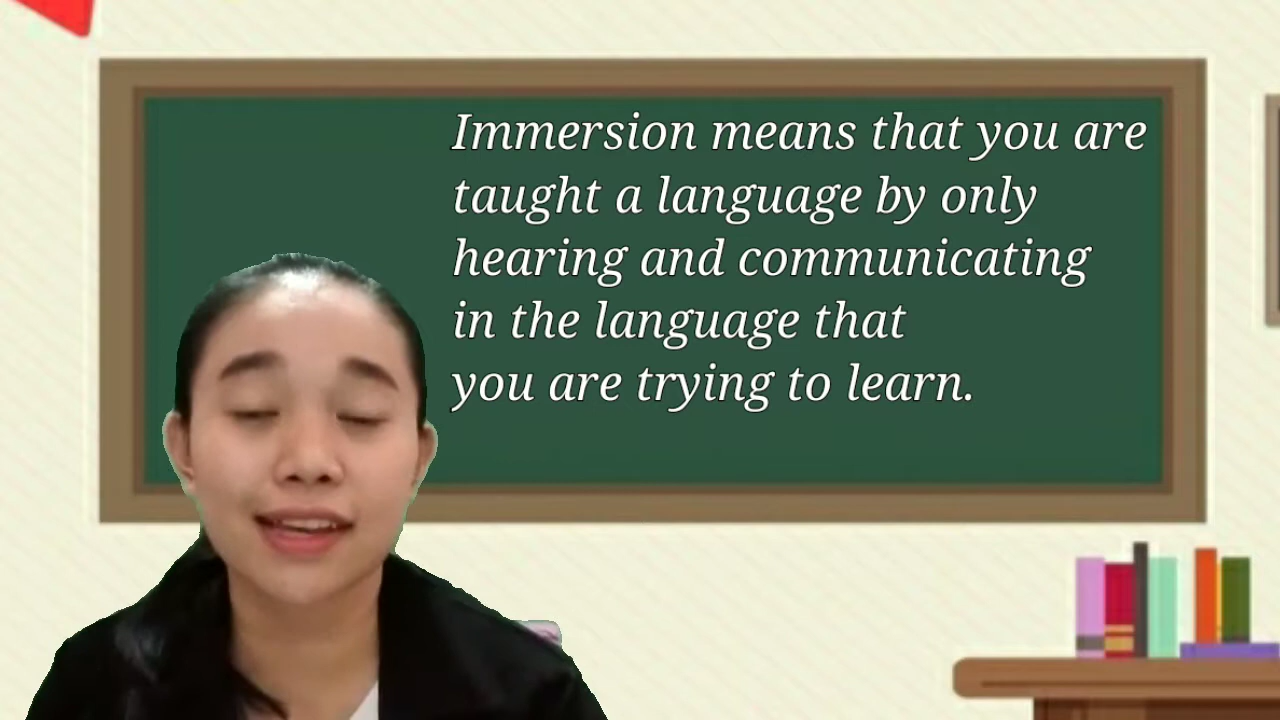 Immersion means that you are
taught a language by only
hearing and communicating
in the language that
you are trying to learn.